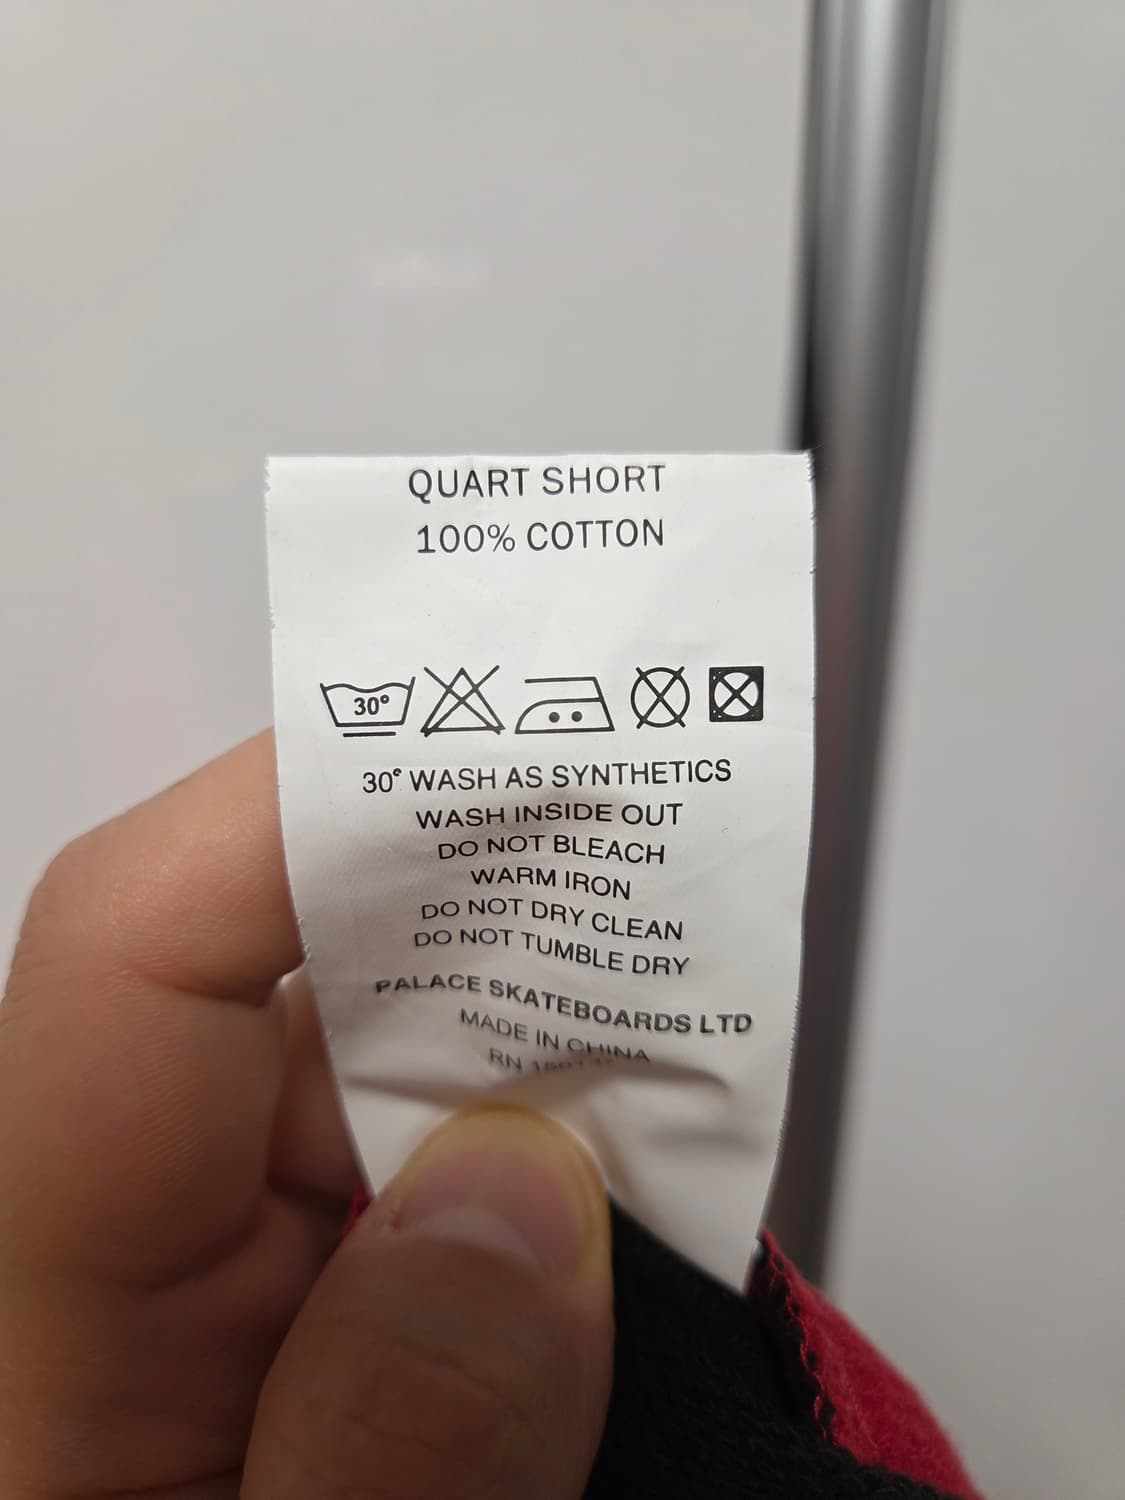 QUART SHORT
100% COTTON
30°
30° WASH AS SYNTHETICS
WASH INSIDE OUT
DO NOT BLEACH
WARM IRON
DO NOT DRY CLEAN
DO NOT TUMBLE DRY
PALACE SKATEBOARDS LTD
MADE IN CHINA
RN